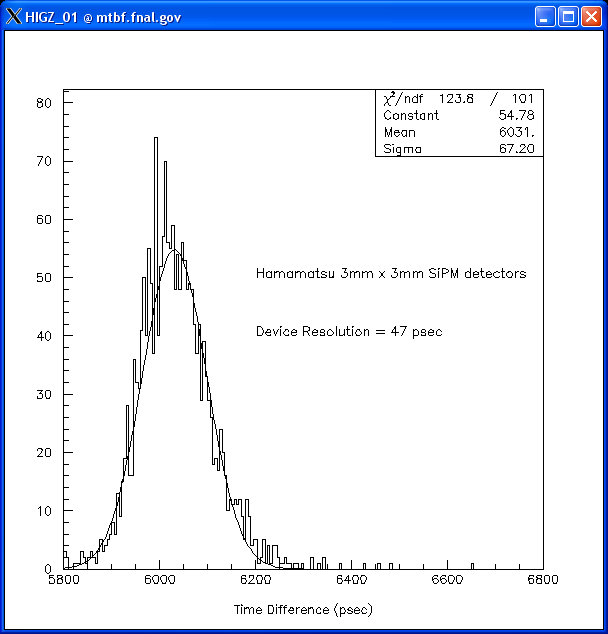 HIGZ_01 @ mtbf.fnal.gov
χ²/ndf 123.8 / 101
Constant 54.78
Mean 6031.
Sigma 67.20
80
70
60
50
40
30
20
10
0
Hamamatsu 3mm x 3mm SiPM detectors
Device Resolution = 47 psec
5800 6000 6200 6400 6600 6800
Time Difference (psec)